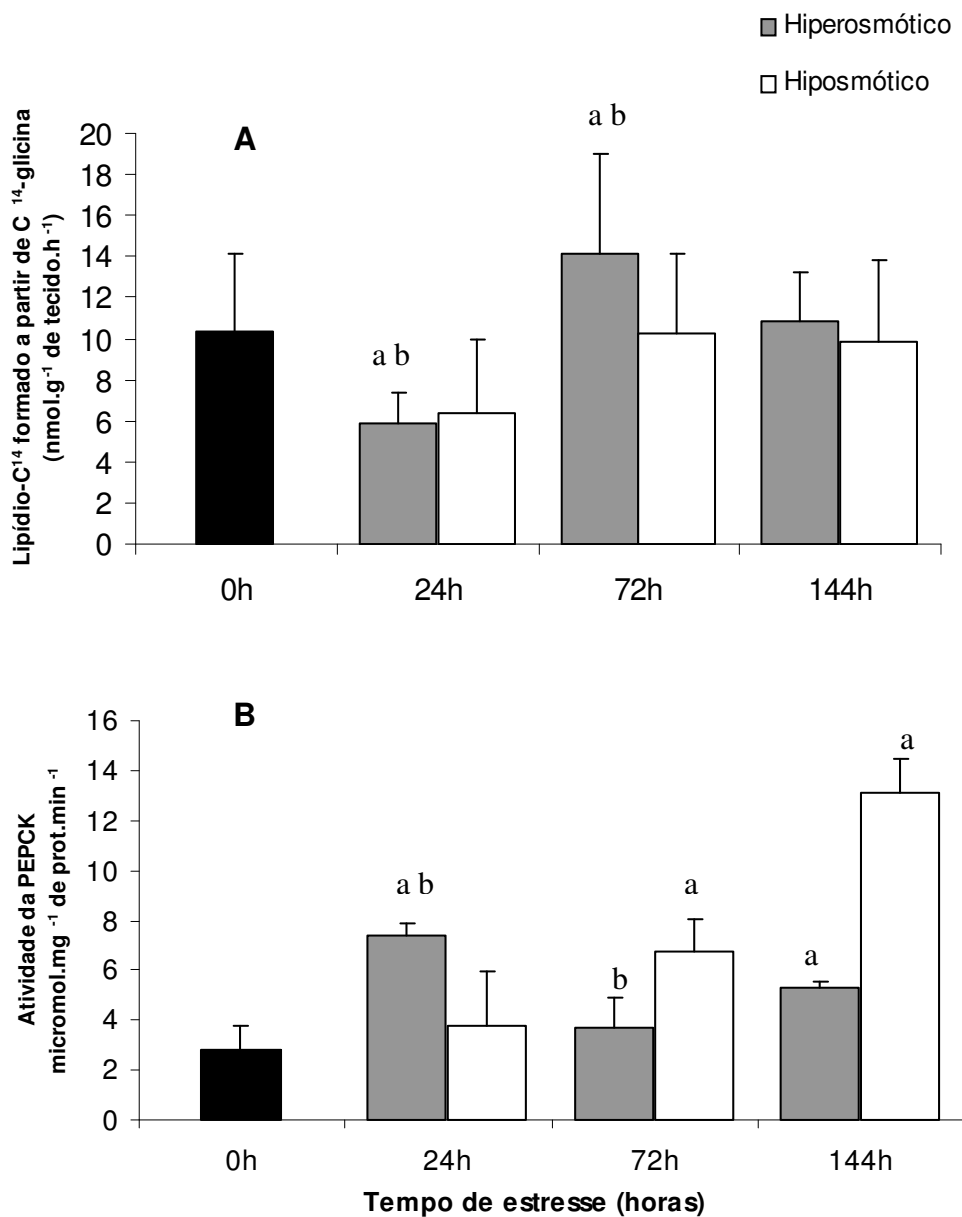 Hiperosmótico
Hiposmótico
A
a b
a b
Lipídio-C¹⁴ formado a partir de C ¹⁴-glicina
(nmol.g⁻¹ de tecido.h⁻¹)
20
18
16
14
12
10
8
6
4
2
0
0h 24h 72h 144h
B
a
a b
a
b
a
Atividade da PEPCK
micromol.mg ⁻¹ de prot.min ⁻¹
16
14
12
10
8
6
4
2
0
0h 24h 72h 144h
Tempo de estresse (horas)